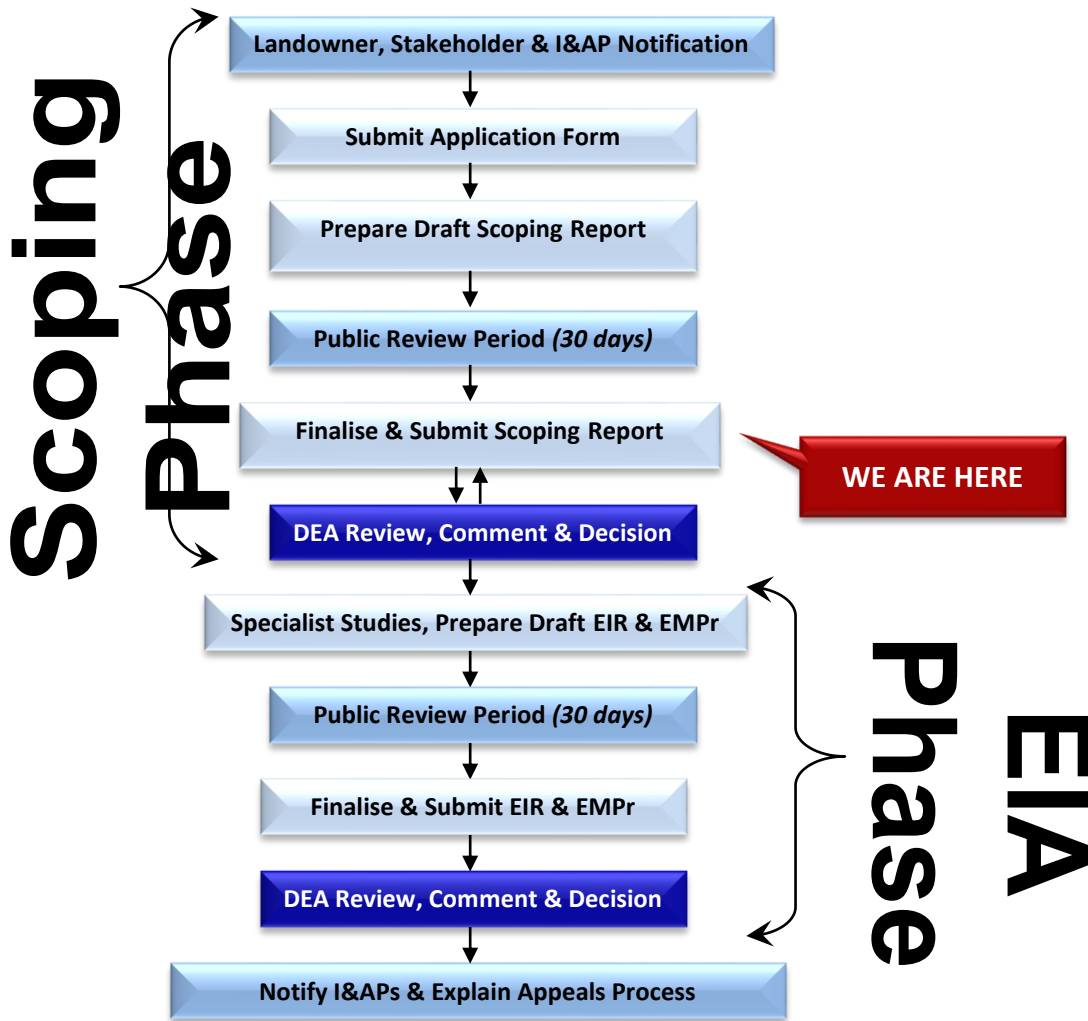 Scoping
Phase
Landowner, Stakeholder & I&AP Notification
Submit Application Form
Prepare Draft Scoping Report
Public Review Period (30 days)
Finalise & Submit Scoping Report
WE ARE HERE
DEA Review, Comment & Decision
Specialist Studies, Prepare Draft EIR & EMPr
Public Review Period (30 days)
Finalise & Submit EIR & EMPr
DEA Review, Comment & Decision
Notify I&APs & Explain Appeals Process
EIA
Phase